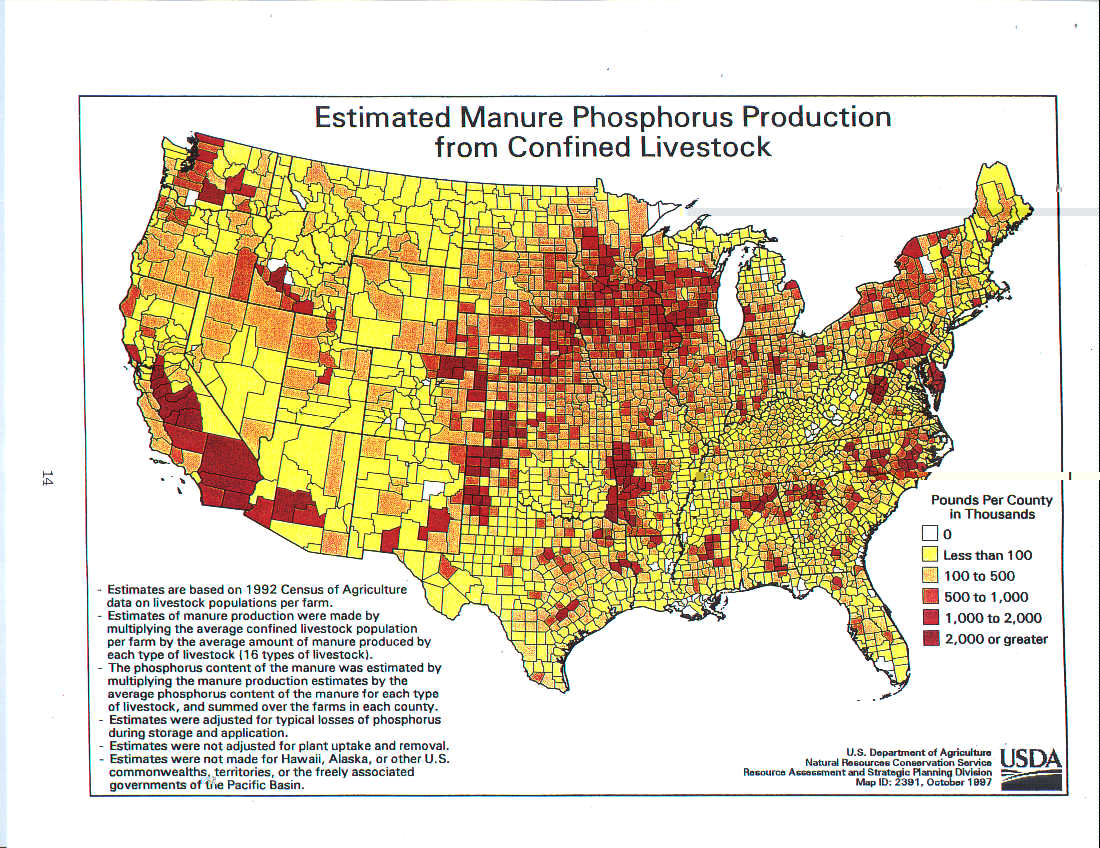 Estimated Manure Phosphorus Production
from Confined Livestock
14
Pounds Per County
in Thousands
0
Less than 100
100 to 500
500 to 1,000
1,000 to 2,000
2,000 or greater
- Estimates are based on 1992 Census of Agriculture
data on livestock populations per farm.
- Estimates of manure production were made by
multiplying the average confined livestock population
per farm by the average amount of manure produced by
each type of livestock (16 types of livestock).
- The phosphorus content of the manure was estimated by
multiplying the manure production estimates by the
average phosphorus content of the manure for each type
of livestock, and summed over the farms in each county.
- Estimates were adjusted for typical losses of phosphorus
during storage and application.
- Estimates were not adjusted for plant uptake and removal.
- Estimates were not made for Hawaii, Alaska, or other U.S.
commonwealths, territories, or the freely associated
governments of the Pacific Basin.
U.S. Department of Agriculture
Natural Resources Conservation Service
Resource Assessment and Strategic Planning Division
Map ID: 2391, October 1997
USDA